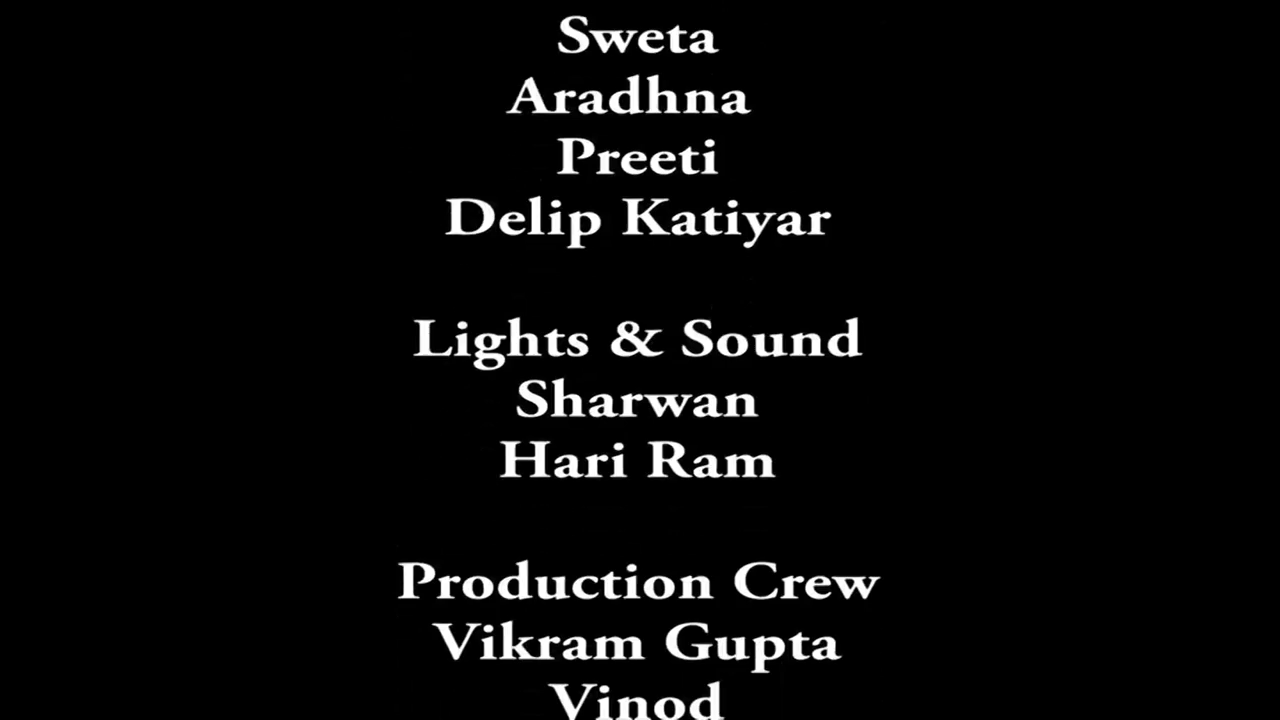 Sweta
Aradhna
Preeti
Delip Katiyar
Lights & Sound
Sharwan
Hari Ram
Production Crew
Vikram Gupta
Vinod